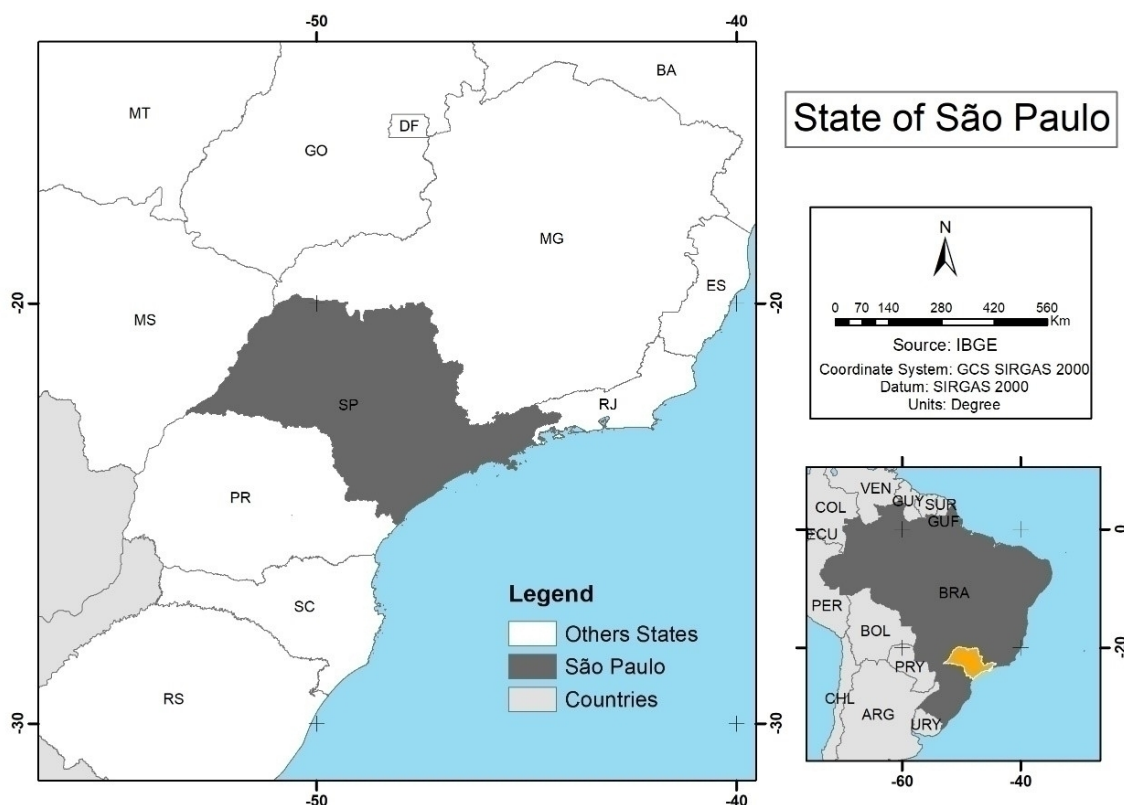 -50
-40
MT
BA
DF
GO
MG
ES
-20
-20
MS
SP
RJ
PR
SC
RS
-30
-30
-50
-40
Legend
Others States
São Paulo
Countries
State of São Paulo
N
0 70 140 280 420 560
Km
Source: IBGE
Coordinate System: GCS SIRGAS 2000
Datum: SIRGAS 2000
Units: Degree
-60
-40
VEN
GUY
SUR
COL
GUF
ECU
0
BRA
PER
BOL
-20
PRY
CHL
ARG
URY
-60
-40